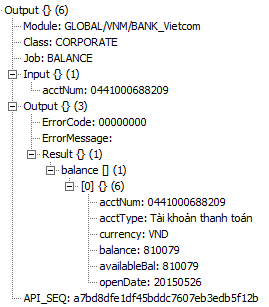 Output {} (6)
Module: GLOBAL/VNM/BANK_Vietcom
Class: CORPORATE
Job: BALANCE
Input {} (1)
acctNum: 0441000688209
Output {} (3)
ErrorCode: 00000000
ErrorMessage:
Result {} (1)
balance [] (1)
[0] {} (6)
acctNum: 0441000688209
acctType: Tài khoản thanh toán
currency: VND
balance: 810079
availableBal: 810079
openDate: 20150526
API_SEQ: a7bd8dfe1df45bddc7607eb3edb5f12b